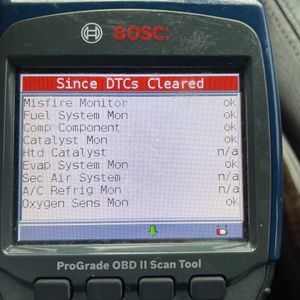 BOSC
Since DTCs Cleared
Misfire Monitor ok
Fuel System Mon ok
Comp Component ok
Catalyst Mon ok
Htd Catalyst n/a
Evap System Mon ok
Sec Air System n/a
A/C Refrig Mon n/a
Oxygen Sens Mon ok
ProGrade OBD II Scan Tool